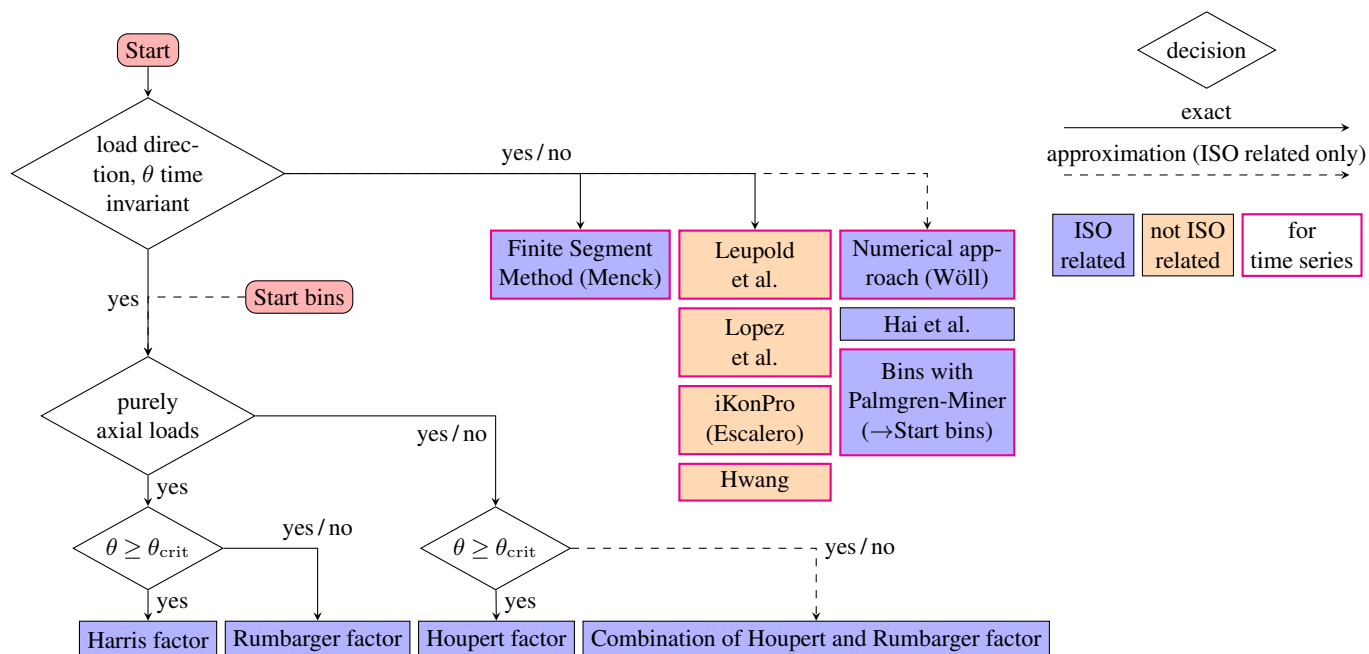 Start
decision
exact
approximation (ISO related only)
load direc-
tion, θ time
invariant
yes / no
ISO
related
not ISO
related
for
time series
Finite Segment
Method (Menck)
Leupold
et al.
Numerical app-
roach (Wöll)
yes
Start bins
Lopez
et al.
Hai et al.
Bins with
Palmgren-Miner
(→Start bins)
purely
axial loads
yes / no
iKonPro
(Escalero)
Hwang
yes
θ ≥ θcrit
yes / no
θ ≥ θcrit
yes / no
yes
yes
Harris factor
Rumbarger factor
Houpert factor
Combination of Houpert and Rumbarger factor